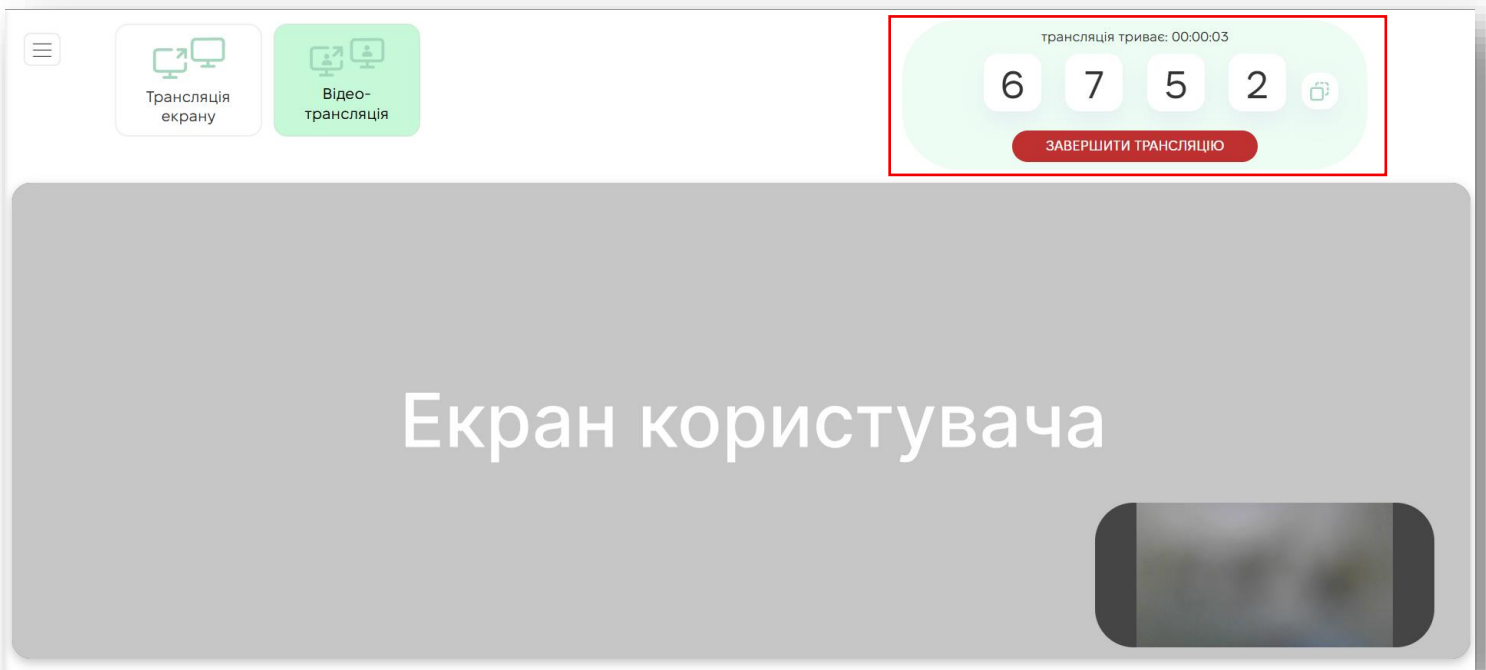 Трансляція
екрану
Відео-
трансляція
трансляція триває: 00:00:03
6 7 5 2
ЗАВЕРШИТИ ТРАНСЛЯЦІЮ
Екран користувача